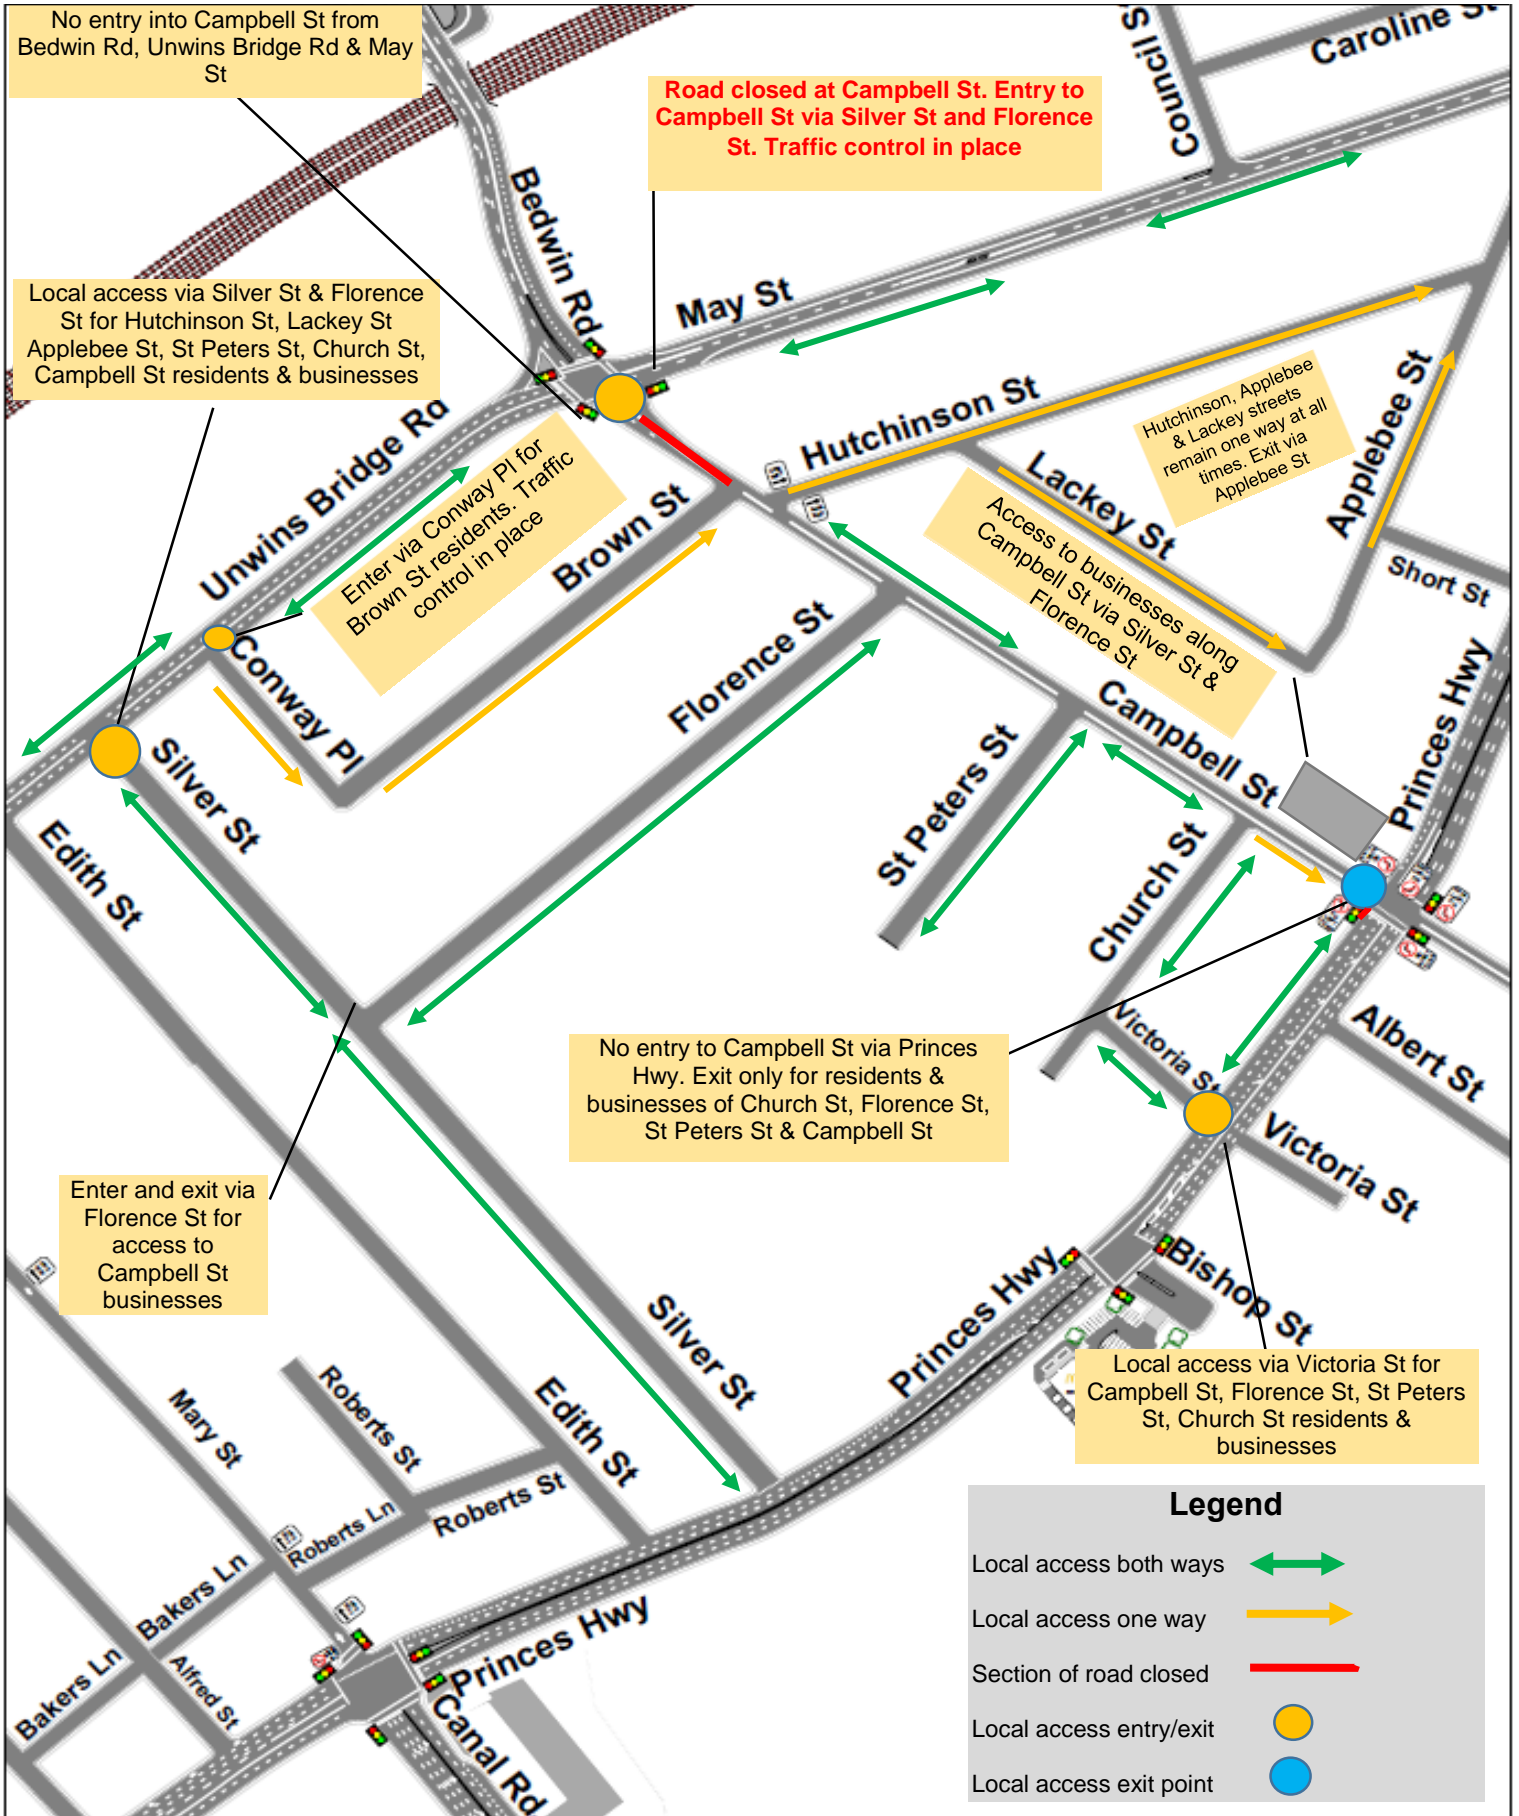 No entry into Campbell St from
Bedwin Rd, Unwins Bridge Rd & May
St
Road closed at Campbell St. Entry to
Campbell St via Silver St and Florence
St. Traffic control in place
Caroline St
Bedwin Rd
May St
Local access via Silver St & Florence
St for Hutchinson St, Lackey St
Applebee St, St Peters St, Church St,
Campbell St residents & businesses
Unwins Bridge Rd
Enter via Conway Pl for
Brown St residents. Traffic
control in place
Brown St
Hutchinson St
Hutchinson, Applebee
& Lackey streets
remain one way at all
times. Exit via
Applebee St
Applebee St
Lackey St
Short St
Access to businesses along
Campbell St via Silver St &
Florence St
Conway Pl
Florence St
Silver St
Edith St
St Peters St
Campbell St
Princes Hwy
Church St
Victoria St
Albert St
No entry to Campbell St via Princes
Hwy. Exit only for residents &
businesses of Church St, Florence St,
St Peters St & Campbell St
Victoria St
Enter and exit via
Florence St for
access to
Campbell St
businesses
Bishop St
Princes Hwy
Silver St
Local access via Victoria St for
Campbell St, Florence St, St Peters
St, Church St residents &
businesses
Mary St
Roberts St
Edith St
Roberts St
Roberts Ln
Bakers Ln
Bakers Ln
Alfred St
Princes Hwy
Canal Rd
Legend
Local access both ways
Local access one way
Section of road closed
Local access entry/exit
Local access exit point
Council S